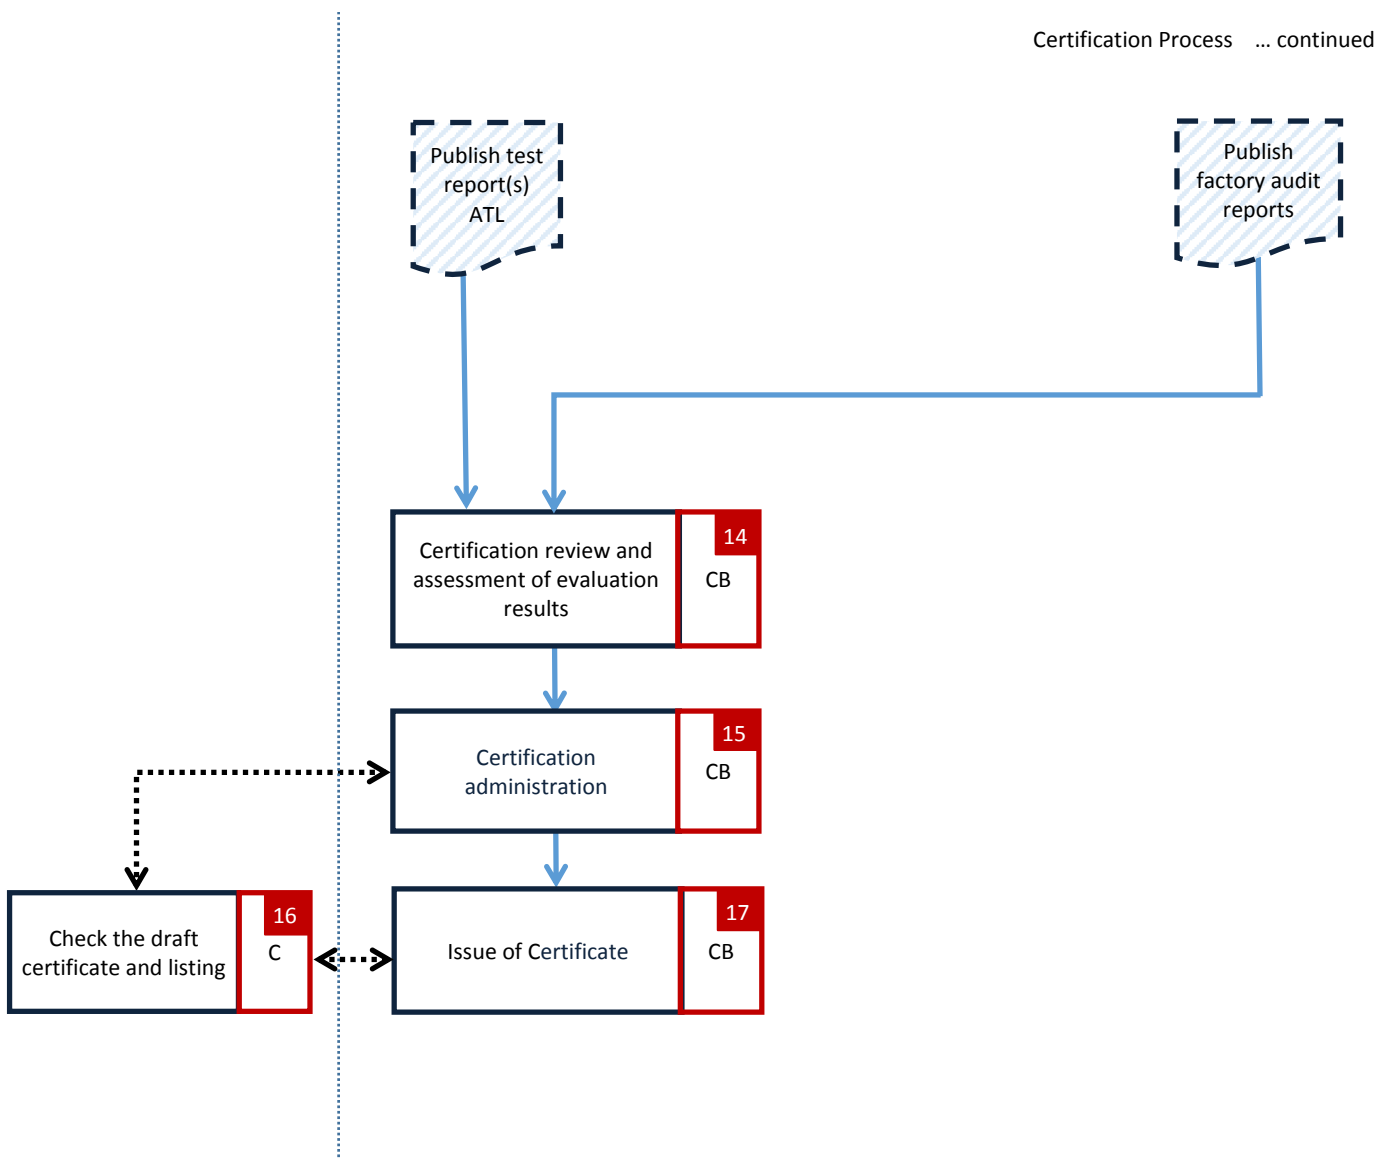 Certification Process ... continued
Publish test
report(s)
ATL
Publish
factory audit
reports
Certification review and
assessment of evaluation
results
14
CB
Certification
administration
15
CB
Check the draft
certificate and listing
16
C
Issue of Certificate
17
CB